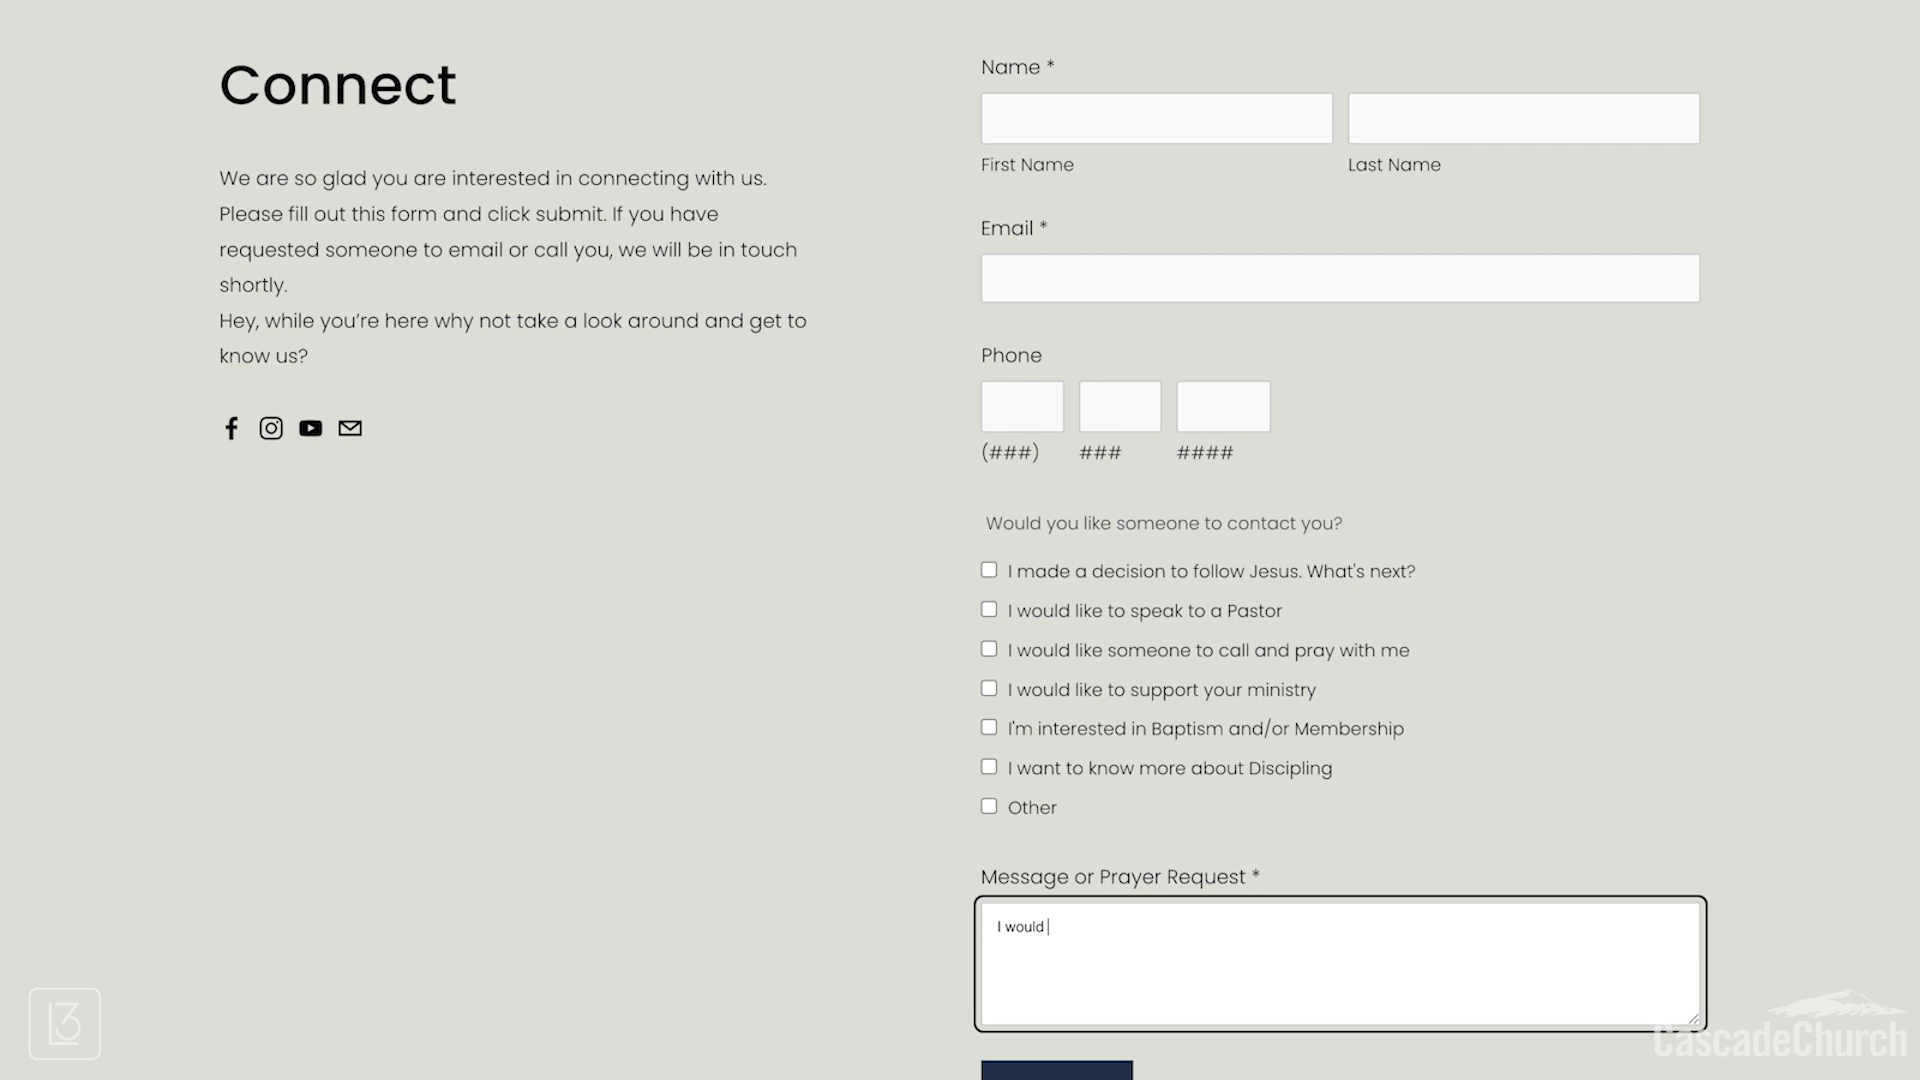 Connect
We are so glad you are interested in connecting with us.
Please fill out this form and click submit. If you have
requested someone to email or call you, we will be in touch
shortly.
Hey, while you’re here why not take a look around and get to
know us?
Name *
First Name
Last Name
Email *
Phone
(###)
###
####
Would you like someone to contact you?
I made a decision to follow Jesus. What's next?
I would like to speak to a Pastor
I would like someone to call and pray with me
I would like to support your ministry
I'm interested in Baptism and/or Membership
I want to know more about Discipling
Other
Message or Prayer Request *
I would
L3
CascadeChurch